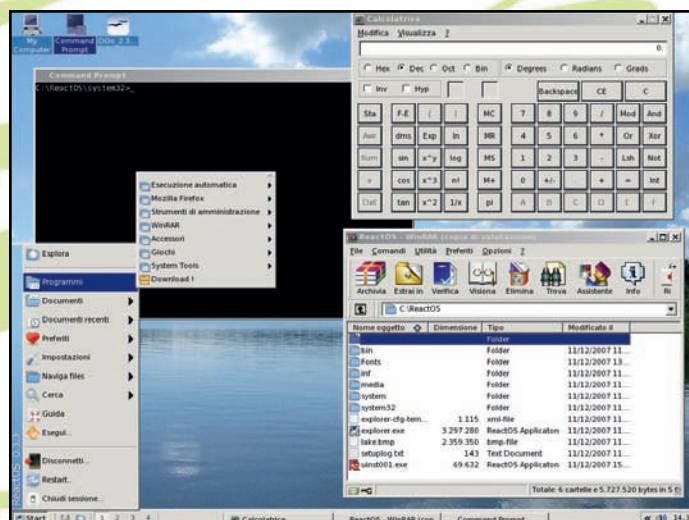 My Computer
Command Prompt
OOo 2.3
Command Prompt
C:\ReactOS\system32>_
Calcolatrice
Modifica Visualizza ?
0.
Hex Dec Oct Bin Degrees Radians Grads
Inv Hyp Backspace CE C
Sta F-E ( ) MC 7 8 9 / Mod And
Ave dms Exp ln MR 4 5 6 * Or Xor
Sum sin x^y log MS 1 2 3 - Lsh Not
s cos x^3 n! M+ 0 +/- . + = Int
Dat tan x^2 1/x pi A B C D E F
Esecuzione automatica
Mozilla Firefox
Strumenti di amministrazione
WinRAR
Accessori
Giochi
System Tools
Download !
Esplora
Programmi
Documenti
Documenti recenti
Preferiti
Impostazioni
Naviga files
Cerca
Guida
Esegui...
Disconnetti...
Restart...
Chiudi sessione...
ReactOS 0.3.3
ReactOS - WinRAR (copia di valutazione)
File Comandi Utilità Preferiti Opzioni ?
Archivia Estrai in Verifica Visiona Elimina Trova Assistente Info Ri
C:\ReactOS
Nome oggetto Dimensione Tipo Modificato il
Folder
bin Folder 11/12/2007 11...
Fonts Folder 11/12/2007 13...
inf Folder 11/12/2007 11...
media Folder 11/12/2007 11...
system Folder 11/12/2007 11...
system32 Folder 11/12/2007 11...
explorer-cfg-tem... 1.115 xml-file 11/12/2007 11...
explorer.exe 3.297.280 ReactOS Applicaton 11/12/2007 11...
lake.bmp 2.359.350 bmp-file 11/12/2007 11...
setuplog.txt 143 Text Document 11/12/2007 11...
uinst001.exe 69.632 ReactOS Applicaton 11/12/2007 15...
Totale: 6 cartelle e 5.727.520 bytes in 5 fi
Start 1 2 3 4 Calcolatrice ReactOS - WinRAR (con Command Prompt